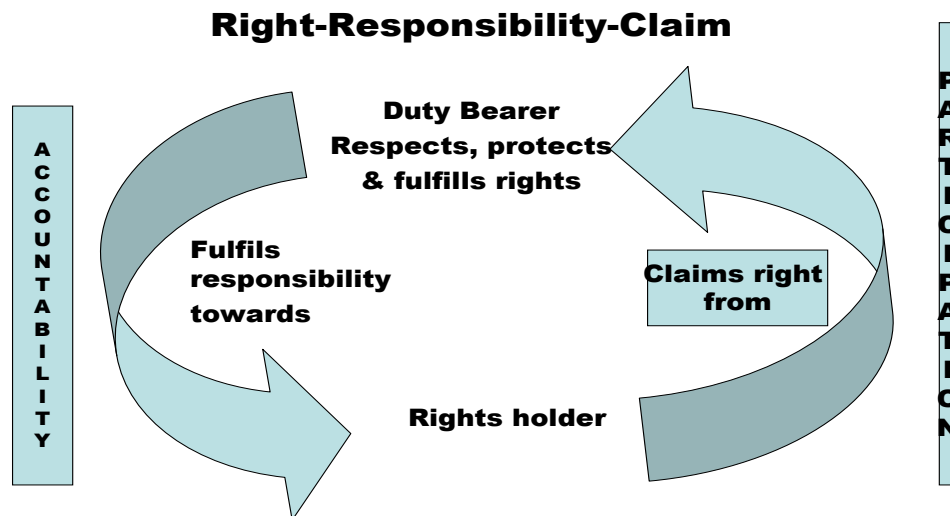 Right-Responsibility-Claim
Duty Bearer
Respects, protects
& fulfills rights
ACCOUNTABILITY
Fulfils
responsibility
towards
Claims right
from
Rights holder
PARTICIPATION